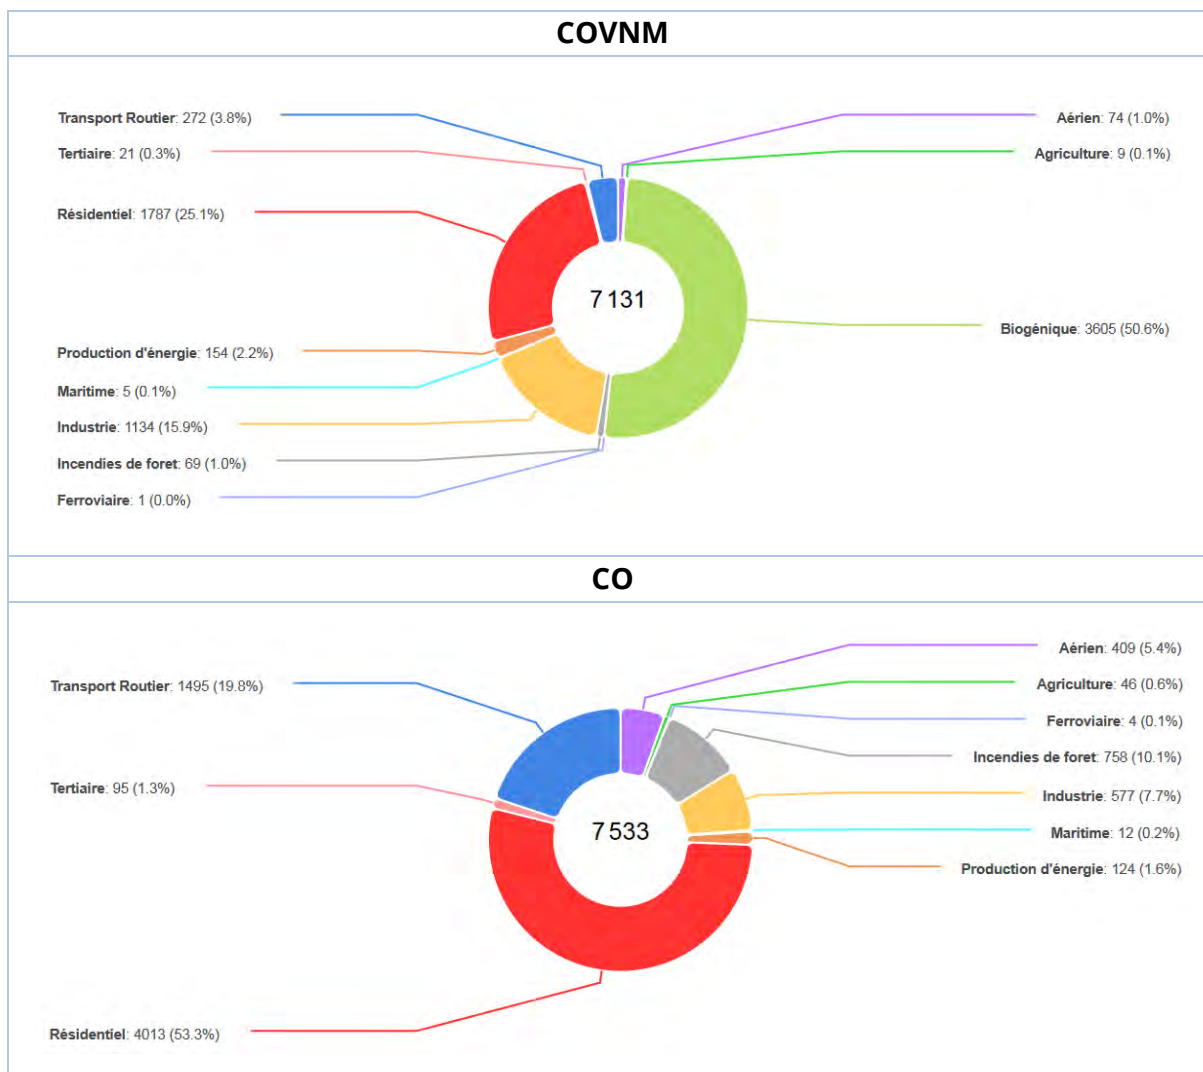 COVNM
Transport Routier: 272 (3.8%)
Aérien: 74 (1.0%)
Tertiaire: 21 (0.3%)
Agriculture: 9 (0.1%)
Résidentiel: 1787 (25.1%)
7 131
Biogénique: 3605 (50.6%)
Production d'énergie: 154 (2.2%)
Maritime: 5 (0.1%)
Industrie: 1134 (15.9%)
Incendies de foret: 69 (1.0%)
Ferroviaire: 1 (0.0%)
CO
Aérien: 409 (5.4%)
Transport Routier: 1495 (19.8%)
Agriculture: 46 (0.6%)
Ferroviaire: 4 (0.1%)
Incendies de foret: 758 (10.1%)
Tertiaire: 95 (1.3%)
Industrie: 577 (7.7%)
7 533
Maritime: 12 (0.2%)
Production d'énergie: 124 (1.6%)
Résidentiel: 4013 (53.3%)